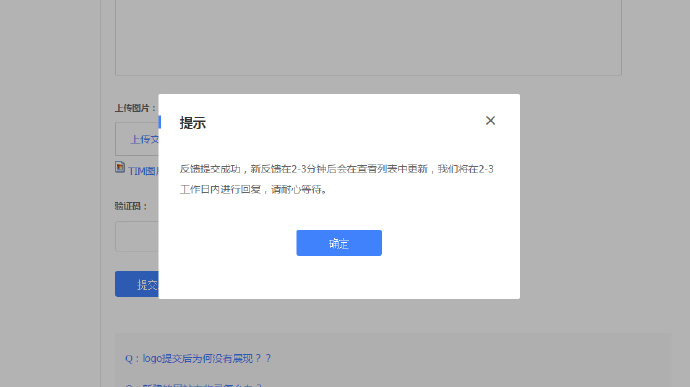 上传图片：
提示
上传文
反馈提交成功，新反馈在2-3分钟后会在查看列表中更新，我们将在2-3
工作日内进行回复，请耐心等待。
TIM图
验证码：
确定
提交
Q：logo提交后为何没有展现？？